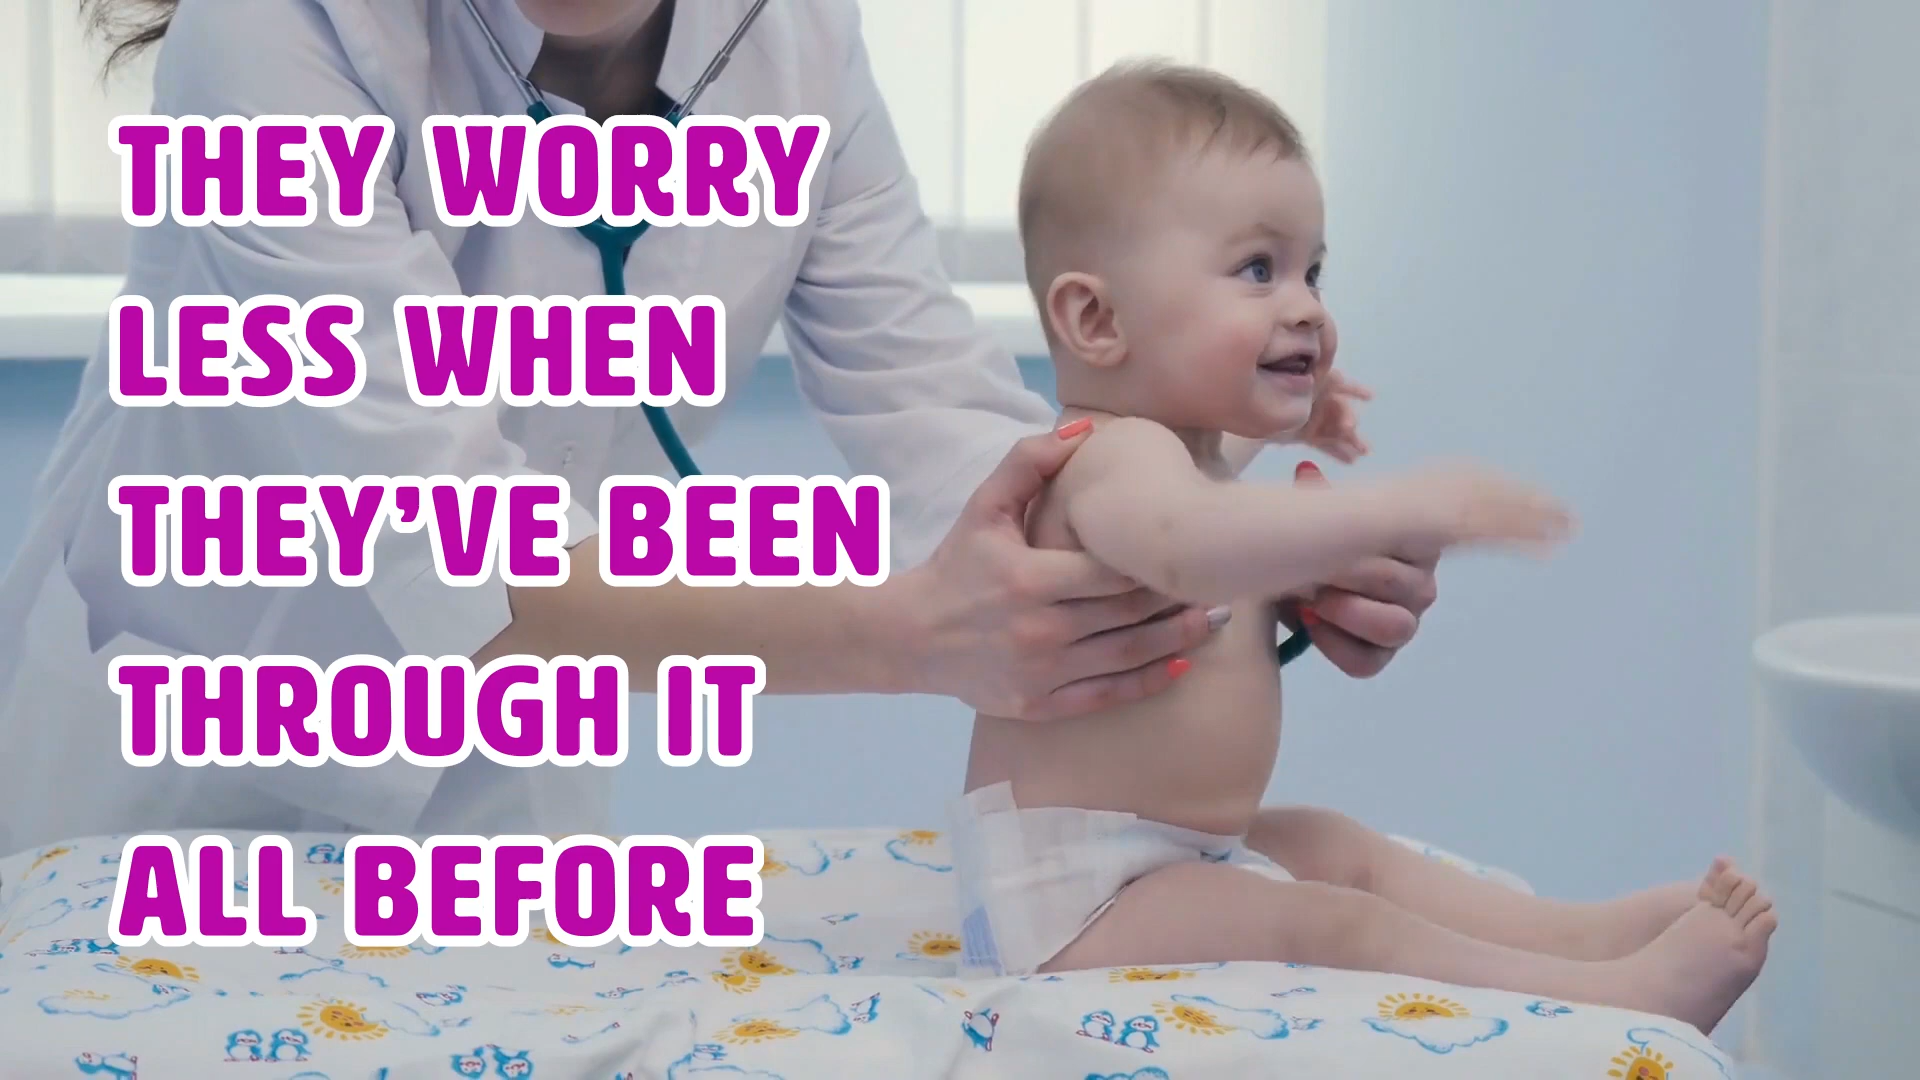 THEY WORRY
LESS WHEN
THEY'VE BEEN
THROUGH IT
ALL BEFORE